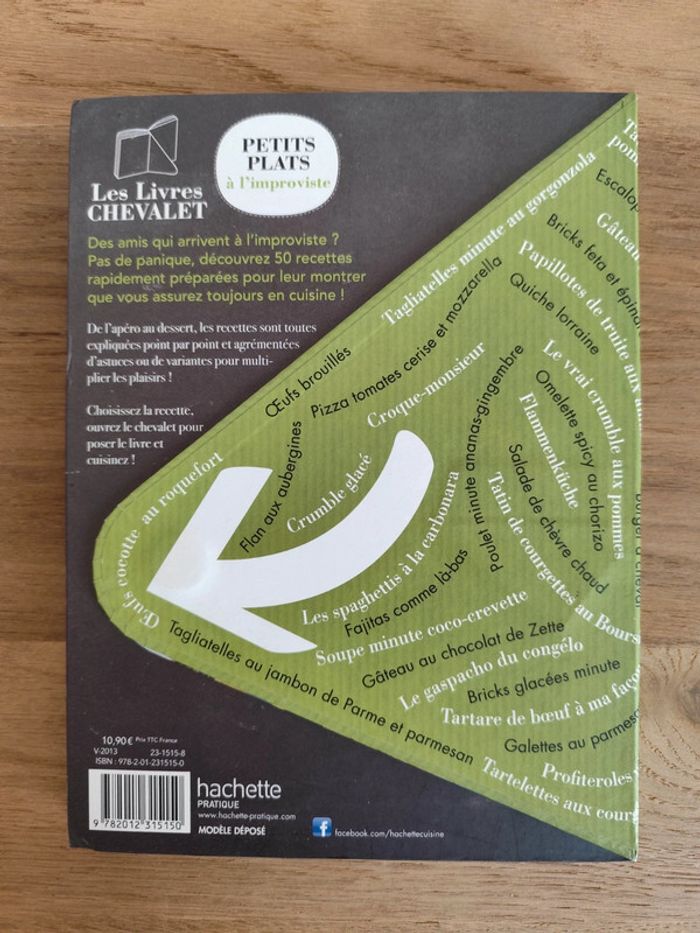 Les Livres
CHEVALET
PETITS
PLATS
à l'improviste
Des amis qui arrivent à l'improviste ?
Pas de panique, découvrez 50 recettes
rapidement préparées pour leur montrer
que vous assurez toujours en cuisine !
De l'apéro au dessert, les recettes sont toutes
expliquées point par point et agrémentées
d'astuces ou de variantes pour multi-
plier les plaisirs !
Choisissez la recette,
ouvrez le chevalet pour
poser le livre et
cuisinez !
Œufs cocotte au roquefort
Flan aux aubergines
Œufs brouillés
Crumble glacé
Pizza tomates cerise et mozzarella
Croque-monsieur
Tagliatelles minute au gorgonzola
Escalop
Gâteau
Bricks feta et épinar
Papillotes de truite aux
Quiche lorraine
Le vrai crumble aux pommes
Omelette spicy au chorizo
Flammenküche
Salade de chèvre chaud
Tatin de courgettes au Bours
Poulet minute ananas-gingembre
Les spaghettis à la carbonara
Fajitas comme là-bas
Soupe minute coco-crevette
Gâteau au chocolat de Zette
Le gaspacho du congélo
Bricks glacées minute
Tartare de bœuf à ma faço
Galettes au parmesa
Profiteroles
Tartelettes aux courg
Tagliatelles au jambon de Parme et parmesan
10,90€ Prix TTC France
V-2013 23-1515-8
ISBN : 978-2-01-231515-0
9 782012 315150
hachette
PRATIQUE
www.hachette-pratique.com
MODÈLE DÉPOSÉ
facebook.com/hachettecuisine